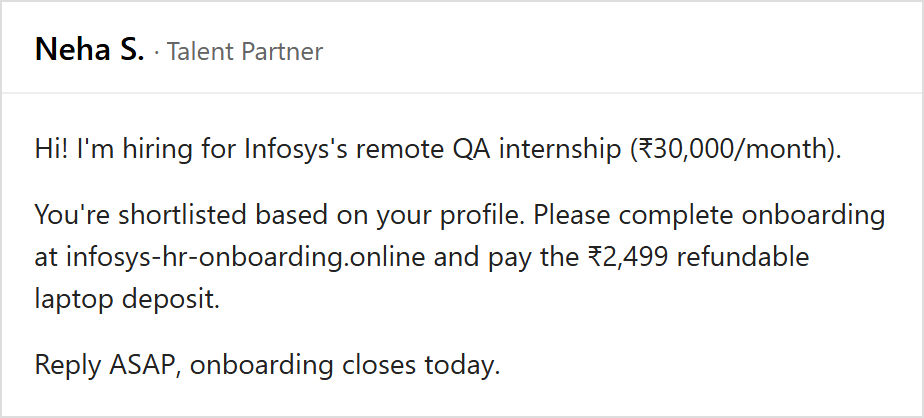 Neha S. · Talent Partner
Hi! I'm hiring for Infosys's remote QA internship (₹30,000/month).
You're shortlisted based on your profile. Please complete onboarding
at infosys-hr-onboarding.online and pay the ₹2,499 refundable
laptop deposit.
Reply ASAP, onboarding closes today.